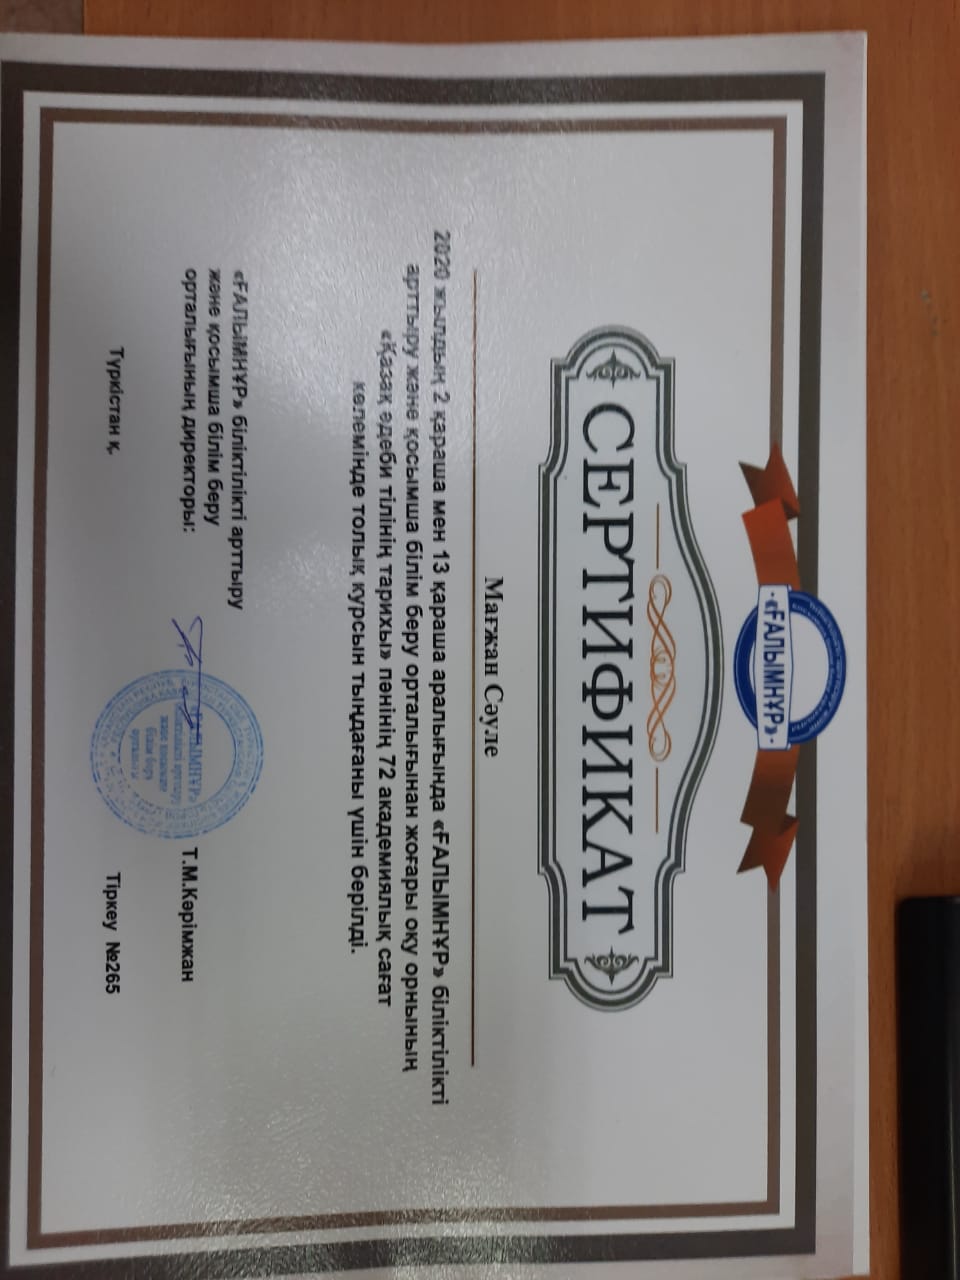 «ҒАЛЫМНҰР»
СЕРТИФИКАТ
Мағжан Сәуле
2020 жылдың 2 қараша мен 13 қараша аралығында «ҒАЛЫМНҰР» біліктілікті
арттыру және қосымша білім беру орталығынан жоғары оқу орнының
«Қазақ әдеби тілінің тарихы» пәнінің 72 академиялық сағат
көлемінде толық курсын тыңдағаны үшін берілді.
«ҒАЛЫМНҰР» біліктілікті арттыру
және қосымша білім беру
орталығының директоры:
Т.М.Кәрімжан
Түркістан қ.
Тіркеу №265